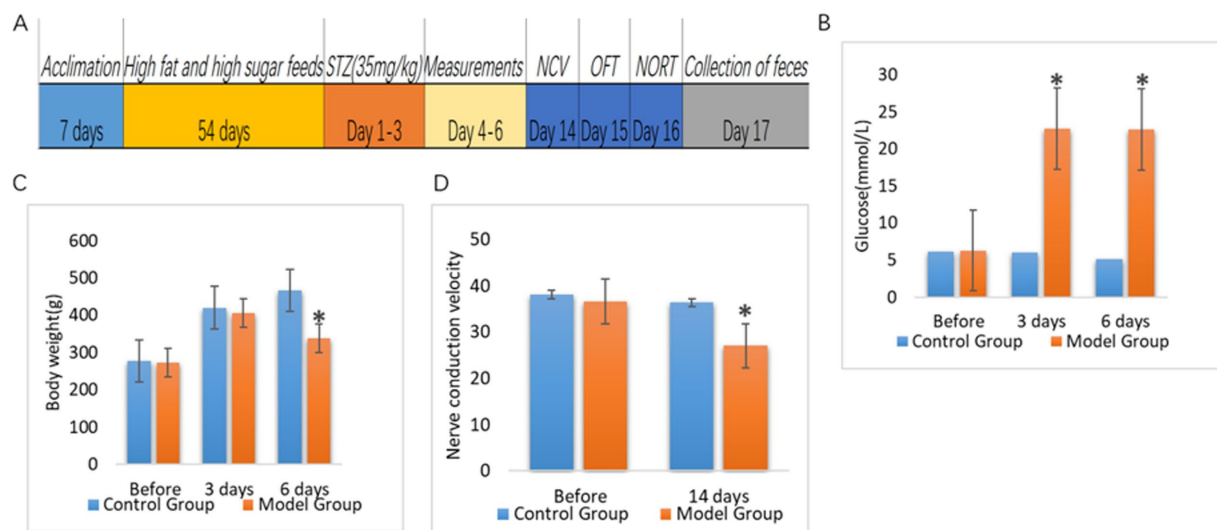 A
Acclimation High fat and high sugar feeds STZ(35mg/kg) Measurements NCV OFT NORT Collection of feces
7 days 54 days Day 1-3 Day 4-6 Day 14 Day 15 Day 16 Day 17
B
30
25
20
15
10
5
0
Glucose(mmol/L)
* *
Before 3 days 6 days
Control Group Model Group
C
600
500
400
300
200
100
0
Body weight(g)
*
Before 3 days 6 days
Control Group Model Group
D
50
40
30
20
10
0
Nerve conduction velocity
*
Before 14 days
Control Group Model Group